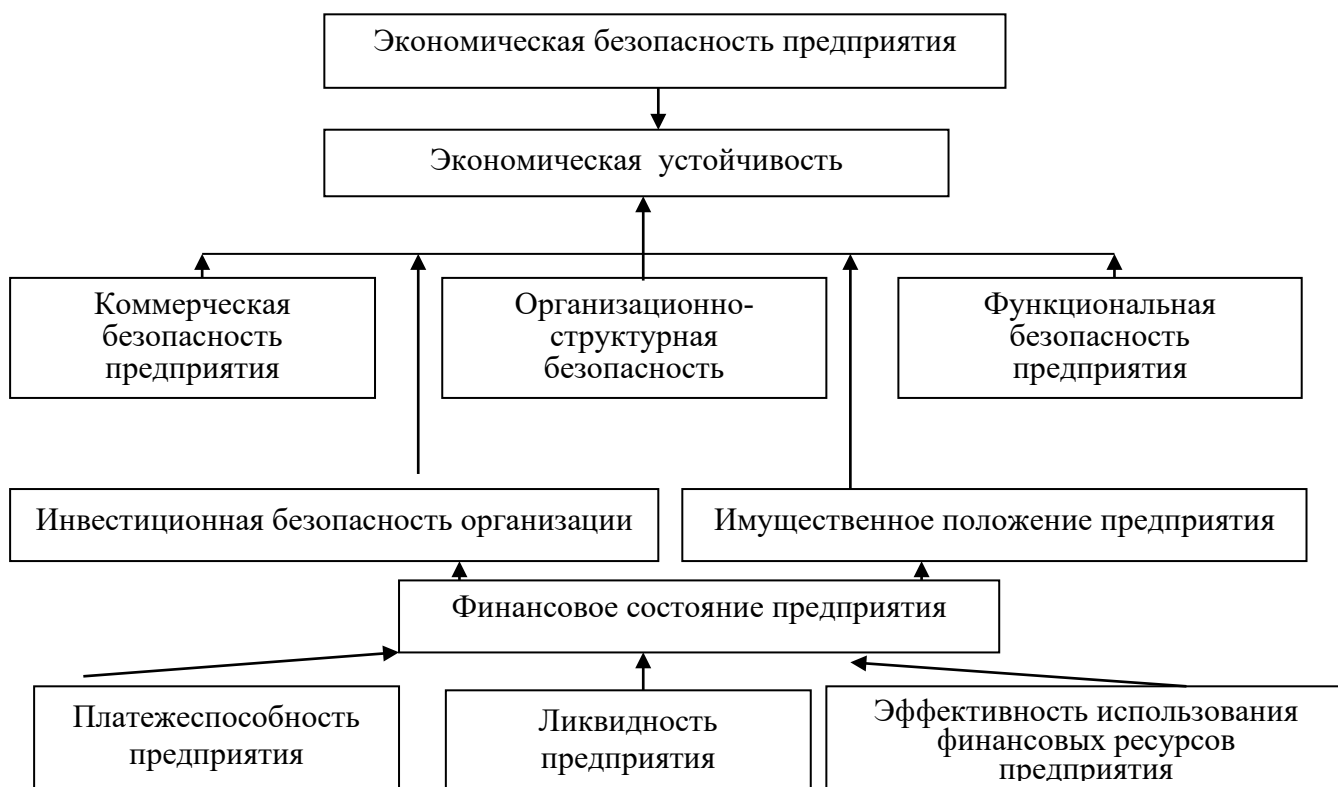 Экономическая безопасность предприятия
Экономическая устойчивость
Коммерческая
безопасность
предприятия
Организационно-
структурная
безопасность
Функциональная
безопасность
предприятия
Инвестиционная безопасность организации
Имущественное положение предприятия
Финансовое состояние предприятия
Платежеспособность
предприятия
Ликвидность
предприятия
Эффективность использования
финансовых ресурсов
предприятия